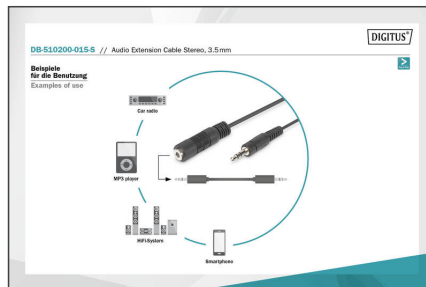 DIGITUS®
DB-510200-015-S // Audio Extension Cable Stereo, 3.5 mm
Beispiele
für die Benutzung
Examples of use
Car radio
MP3 player
HiFi-System
Smartphone